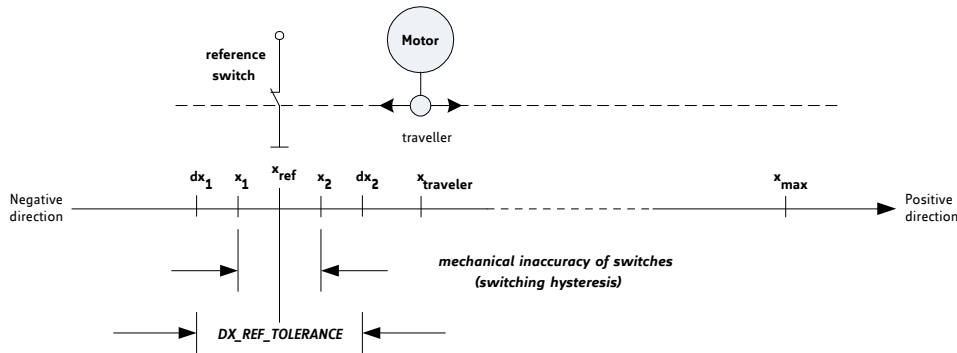 Motor
reference
switch
traveller
dx1
x1
xref
x2
dx2
xtraveler
xmax
Negative
direction
Positive
direction
mechanical inaccuracy of switches
(switching hysteresis)
DX_REF_TOLERANCE